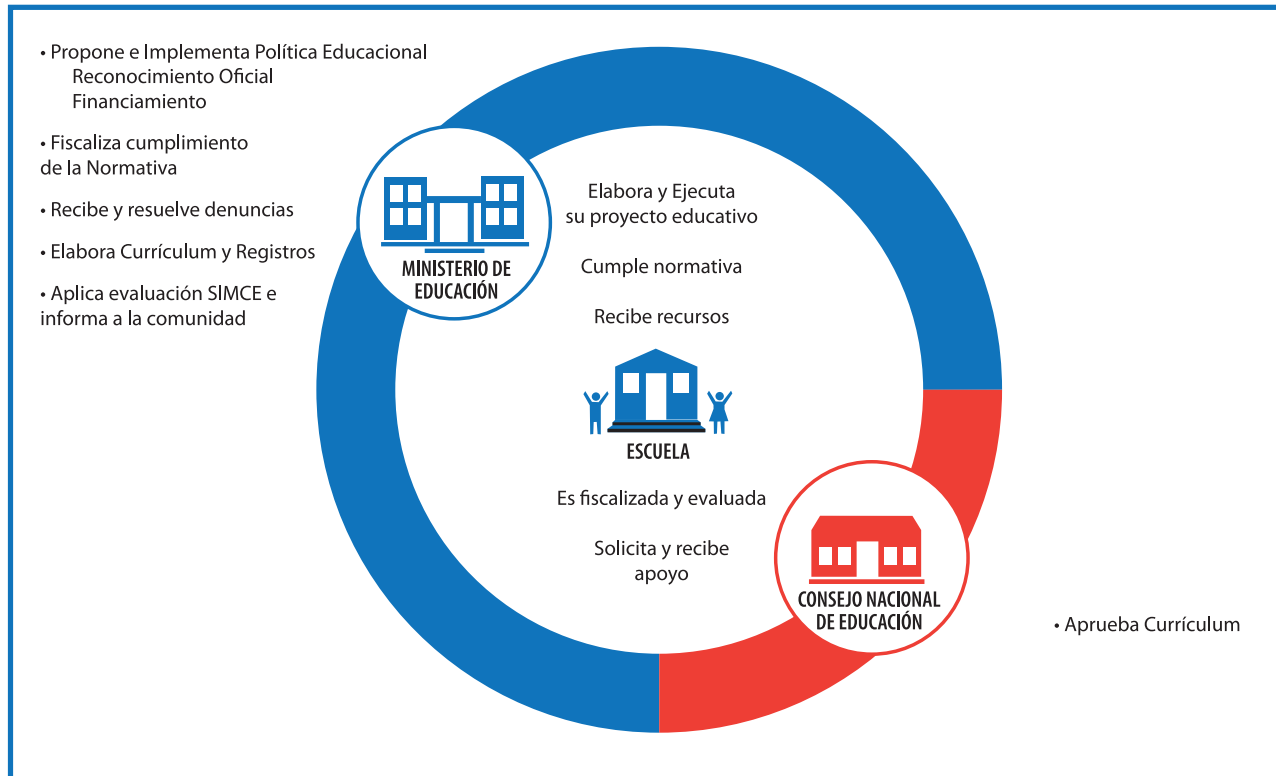 • Propone e Implementa Política Educacional
Reconocimiento Oficial
Financiamiento
• Fiscaliza cumplimiento
de la Normativa
• Recibe y resuelve denuncias
• Elabora Currículum y Registros
• Aplica evaluación SIMCE e
informa a la comunidad
MINISTERIO DE
EDUCACIÓN
Elabora y Ejecuta
su proyecto educativo
Cumple normativa
Recibe recursos
ESCUELA
Es fiscalizada y evaluada
Solicita y recibe
apoyo
CONSEJO NACIONAL
DE EDUCACIÓN
• Aprueba Currículum